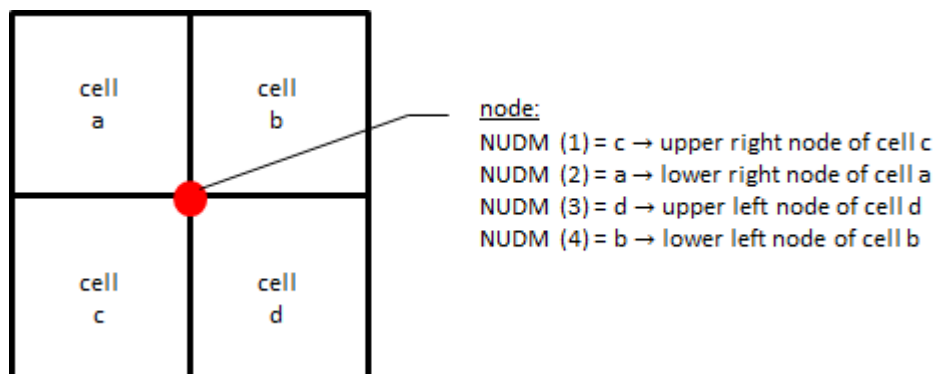 cell
a
cell
b
cell
c
cell
d
node:
NUDM (1) = c → upper right node of cell c
NUDM (2) = a → lower right node of cell a
NUDM (3) = d → upper left node of cell d
NUDM (4) = b → lower left node of cell b